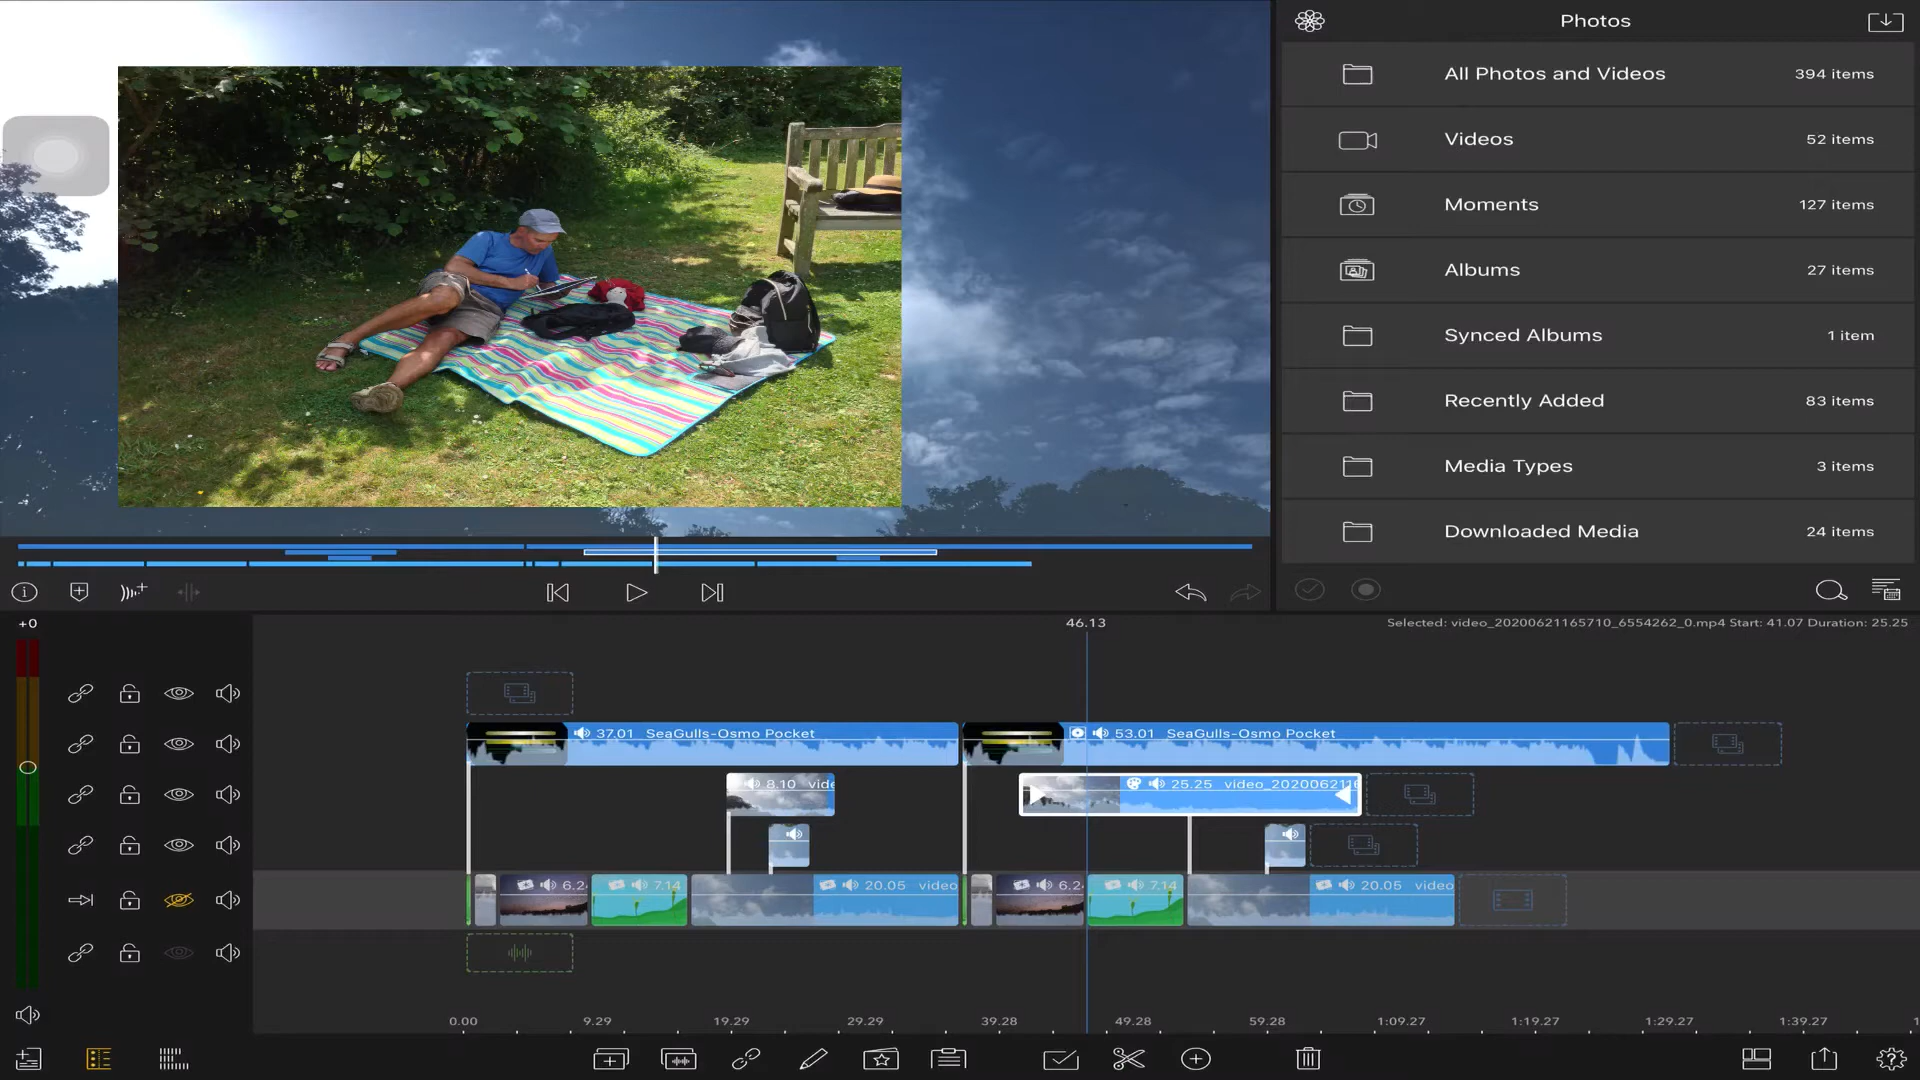 Photos
All Photos and Videos 394 items
Videos 52 items
Moments 127 items
Albums 27 items
Synced Albums 1 item
Recently Added 83 items
Media Types 3 items
Downloaded Media 24 items
+0
46.13
Selected: video_20200621165710_6554262_0.mp4 Start: 41.07 Duration: 25.25
37.01 SeaGulls-Osmo Pocket
53.01 SeaGulls-Osmo Pocket
8.10 vide
25.25 video_20200621
6.2
7.14
20.05 video
6.2
7.14
20.05 video
0.00 9.29 19.29 29.29 39.28 49.28 59.28 1:09.27 1:19.27 1:29.27 1:39.27